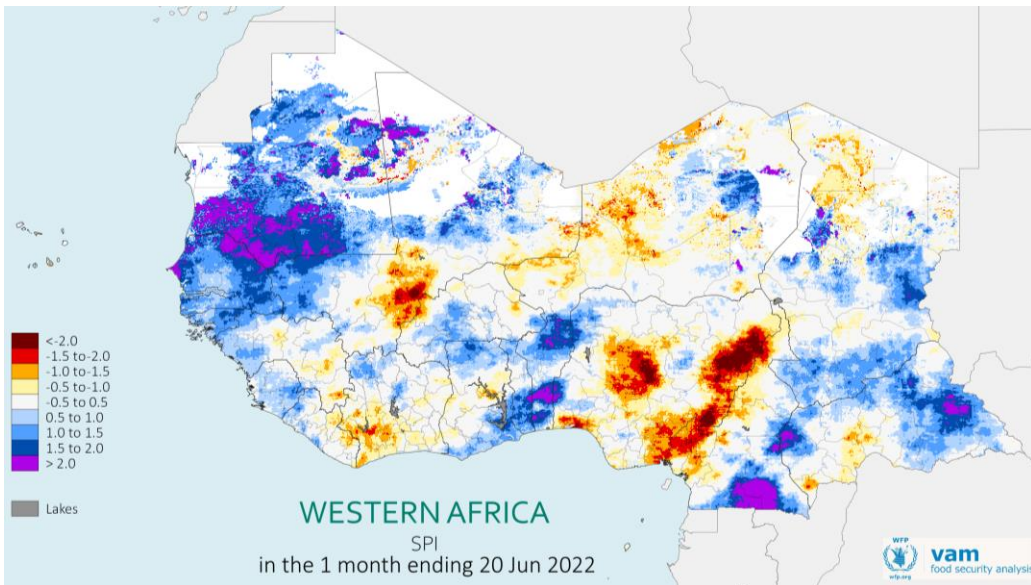 <-2.0
-1.5 to-2.0
-1.0 to-1.5
-0.5 to-1.0
-0.5 to 0.5
0.5 to 1.0
1.0 to 1.5
1.5 to 2.0
> 2.0
Lakes
WESTERN AFRICA
SPI
in the 1 month ending 20 Jun 2022
WFP
wfp.org
vam
food security analysis